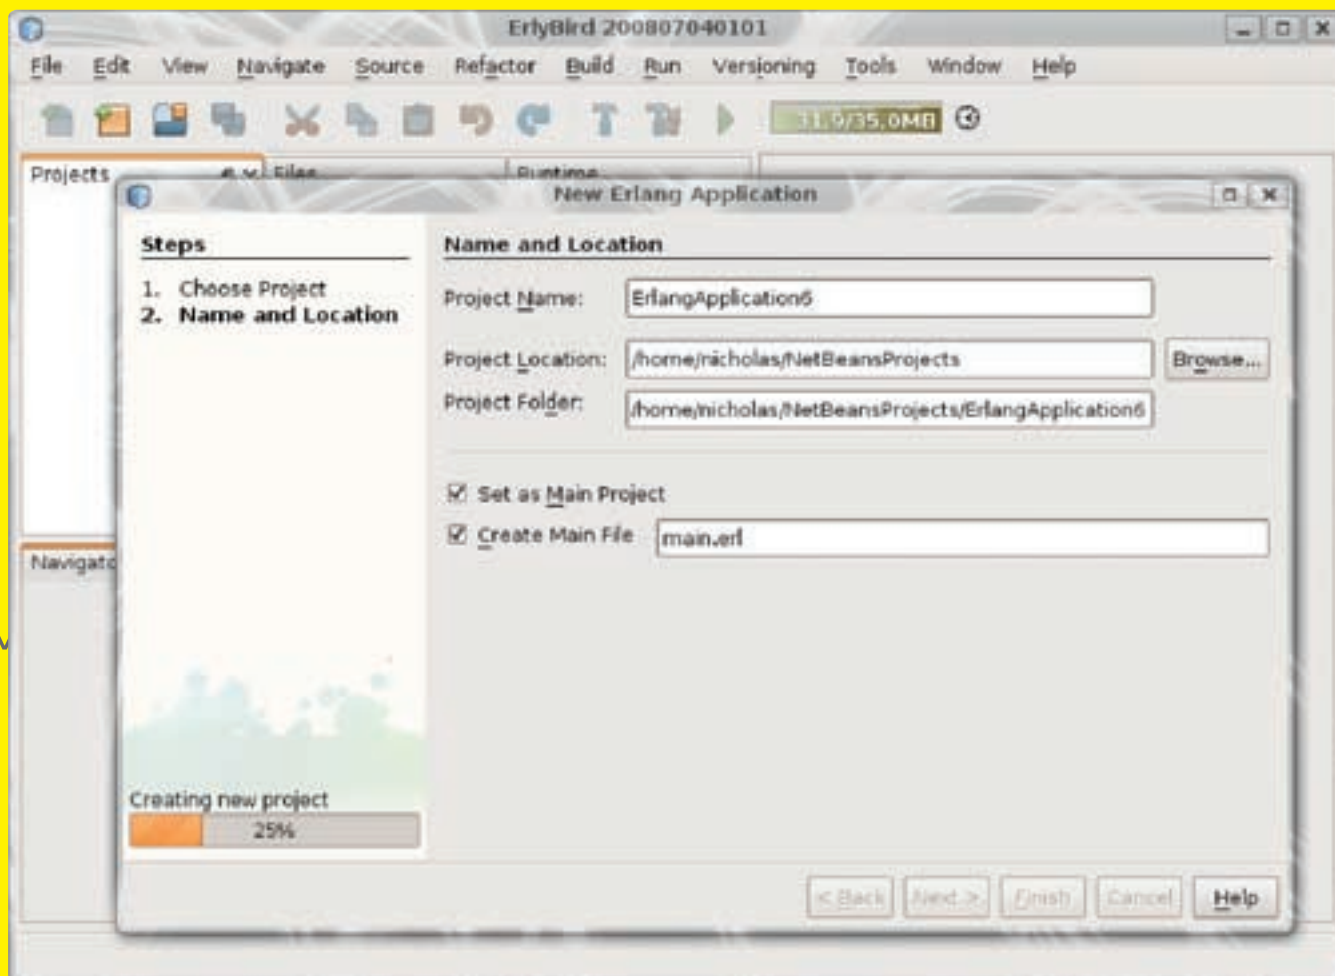 ErlyBird 200807040101
File Edit View Navigate Source Refactor Build Run Versioning Tools Window Help
31.9/35.0MB
Projects Files Runtime
New Erlang Application
Steps
1. Choose Project
2. Name and Location
Name and Location
Project Name: ErlangApplication6
Project Location: /home/nicholas/NetBeansProjects Browse...
Project Folder: /home/nicholas/NetBeansProjects/ErlangApplication6
Set as Main Project
Create Main File main.erl
Navigato
Creating new project
25%
< Back Next > Finish Cancel Help